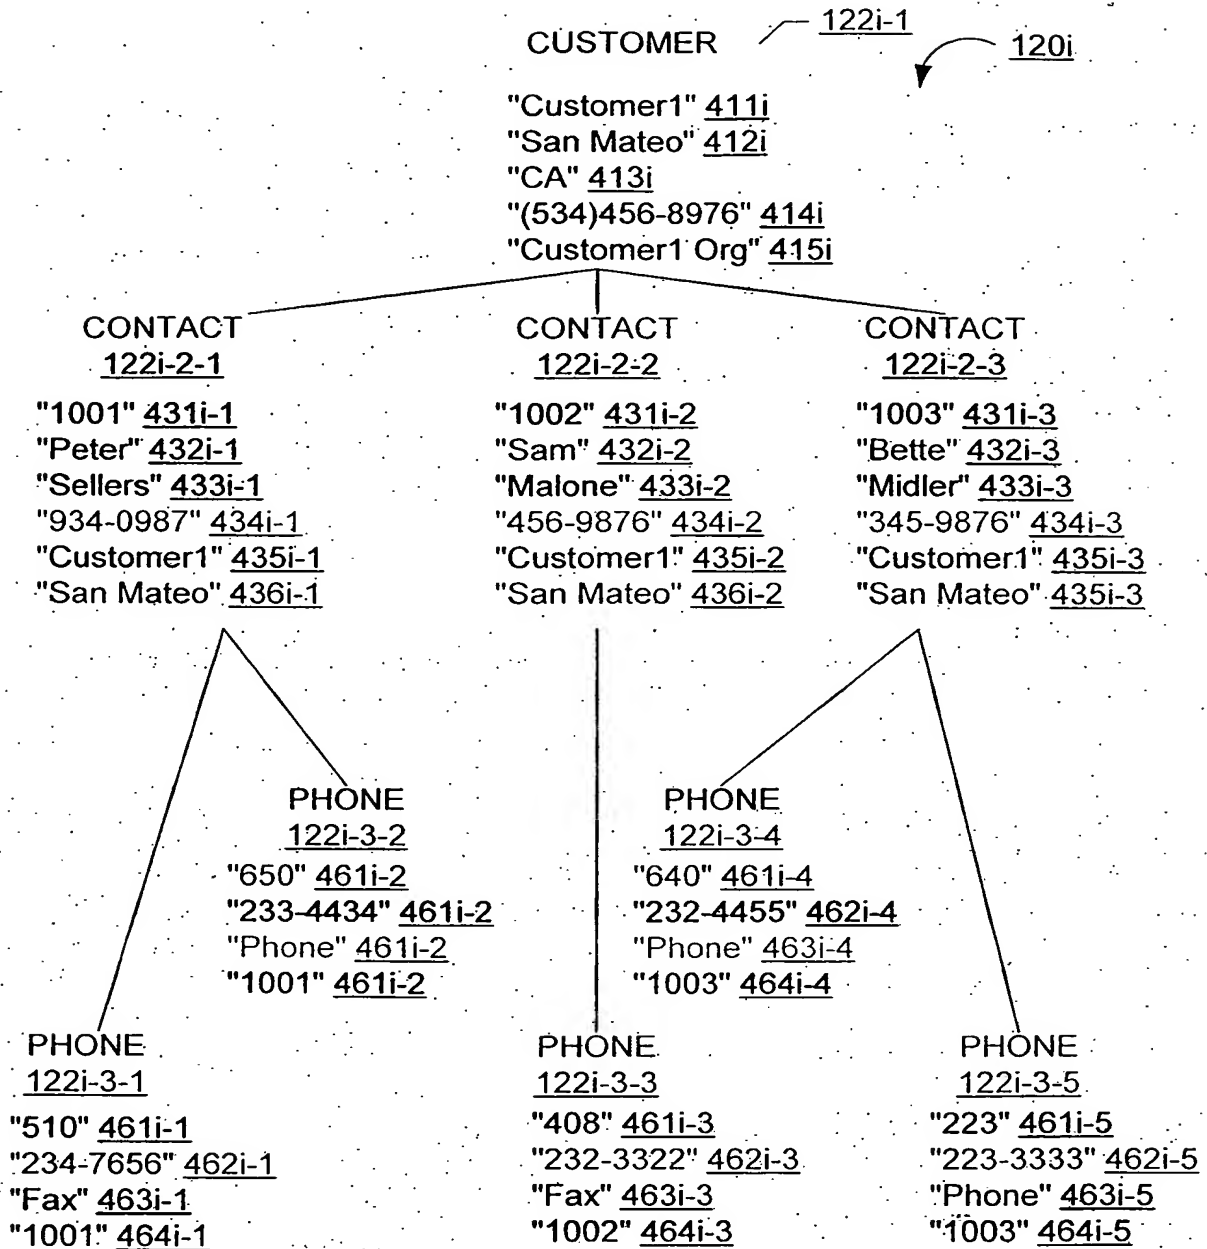 CUSTOMER 122i-1
120i
"Customer1" 411i
"San Mateo" 412i
"CA" 413i
"(534)456-8976" 414i
"Customer1 Org" 415i
CONTACT
122i-2-1
"1001" 431i-1
"Peter" 432i-1
"Sellers" 433i-1
"934-0987" 434i-1
"Customer1" 435i-1
"San Mateo" 436i-1
CONTACT
122i-2-2
"1002" 431i-2
"Sam" 432i-2
"Malone" 433i-2
"456-9876" 434i-2
"Customer1" 435i-2
"San Mateo" 436i-2
CONTACT
122i-2-3
"1003" 431i-3
"Bette" 432i-3
"Midler" 433i-3
"345-9876" 434i-3
"Customer1" 435i-3
"San Mateo" 435i-3
PHONE
122i-3-2
"650" 461i-2
"233-4434" 461i-2
"Phone" 461i-2
"1001" 461i-2
PHONE
122i-3-4
"640" 461i-4
"232-4455" 462i-4
"Phone" 463i-4
"1003" 464i-4
PHONE
122i-3-1
"510" 461i-1
"234-7656" 462i-1
"Fax" 463i-1
"1001" 464i-1
PHONE
122i-3-3
"408" 461i-3
"232-3322" 462i-3
"Fax" 463i-3
"1002" 464i-3
PHONE
122i-3-5
"223" 461i-5
"223-3333" 462i-5
"Phone" 463i-5
"1003" 464i-5